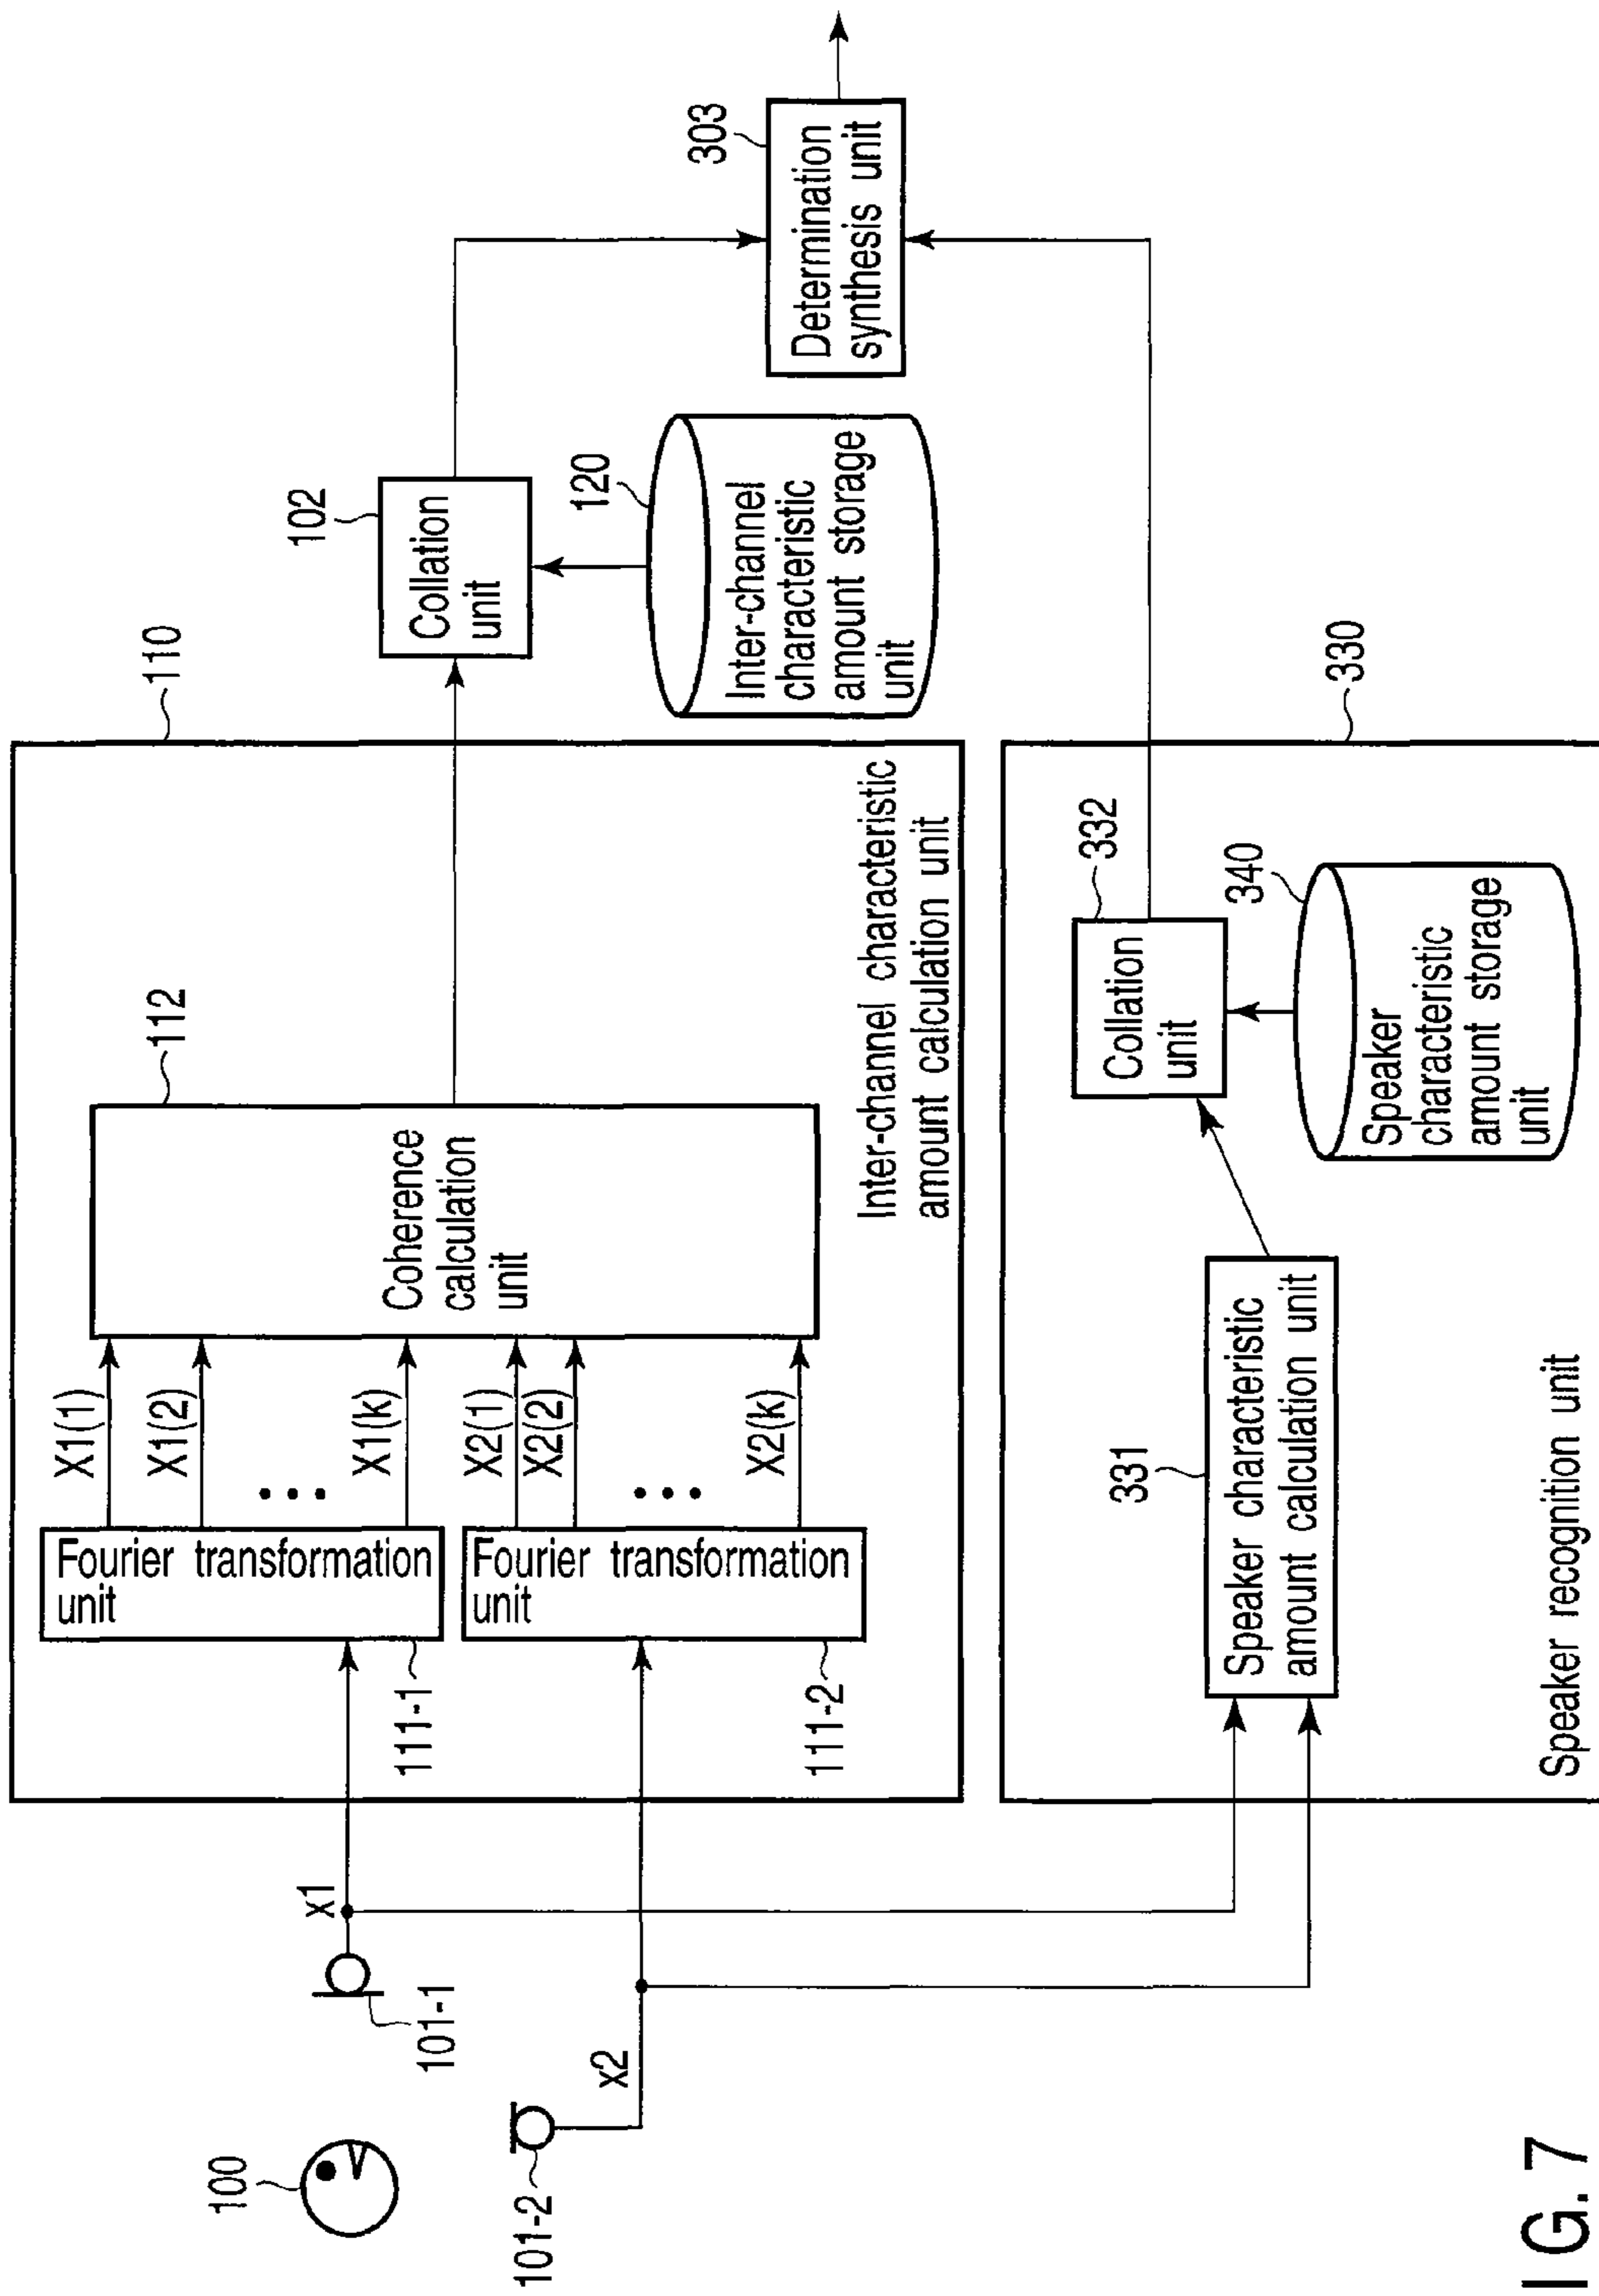 100
101-1
101-2
x1
x2
110
111-1
Fourier transformation
unit
111-2
Fourier transformation
unit
X1(1)
X1(2)
X1(k)
X2(1)
X2(2)
X2(k)
112
Coherence
calculation
unit
Inter-channel characteristic
amount calculation unit
102
Collation
unit
120
Inter-channel
characteristic
amount storage
unit
303
Determination
synthesis unit
330
331
Speaker characteristic
amount calculation unit
332
Collation
unit
340
Speaker
characteristic
amount storage
unit
Speaker recognition unit
I G. 7